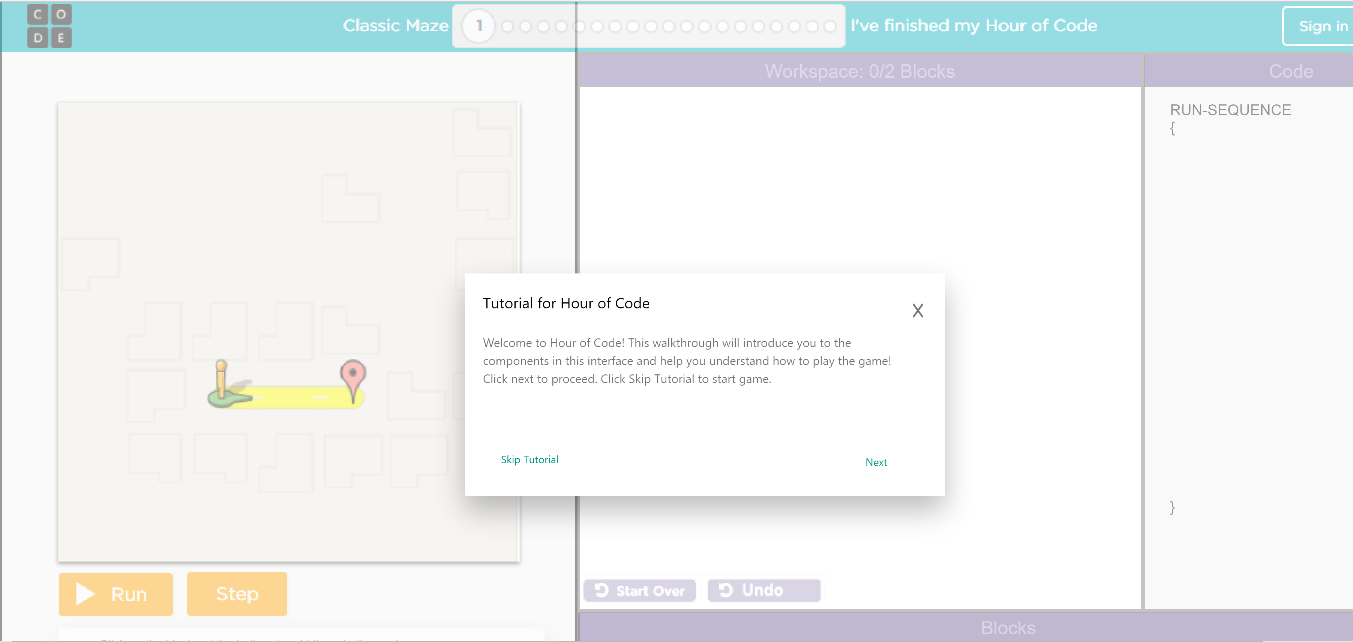 C O
D E
Classic Maze
1
I've finished my Hour of Code
Sign in
Workspace: 0/2 Blocks
Code
RUN-SEQUENCE
{
Tutorial for Hour of Code
X
Welcome to Hour of Code! This walkthrough will introduce you to the
components in this interface and help you understand how to play the game!
Click next to proceed. Click Skip Tutorial to start game.
Skip Tutorial
Next
}
Run
Step
Start Over
Undo
Blocks